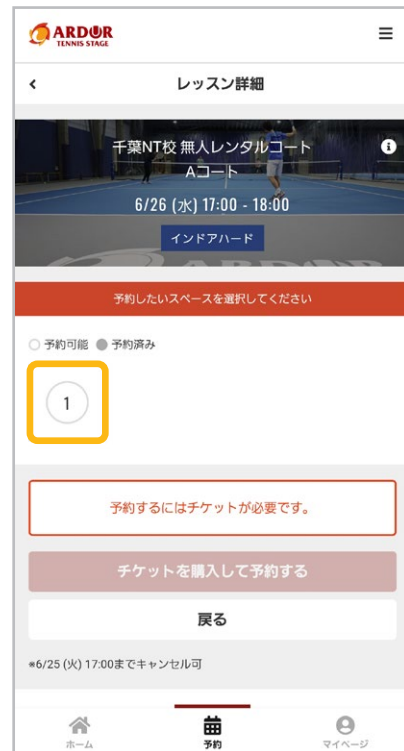 ARDOR
TENNIS STAGE
レッスン詳細
千葉NT校 無人レンタルコート
Aコート
6/26 (水) 17:00 - 18:00
インドアハード
予約したいスペースを選択してください
予約可能 予約済み
1
予約するにはチケットが必要です。
チケットを購入して予約する
戻る
※6/25 (火) 17:00までキャンセル可
ホーム 予約 マイページ